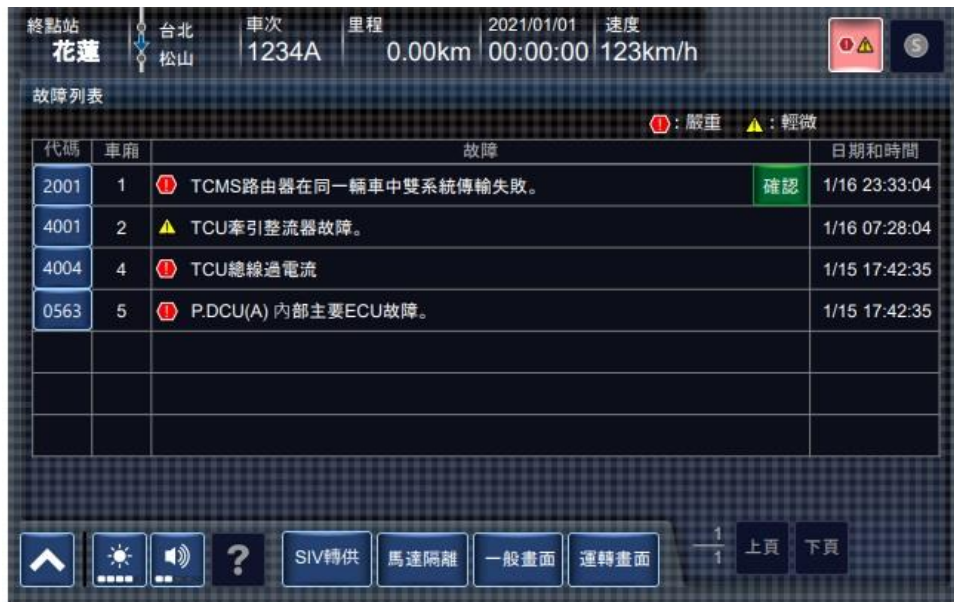 終點站 台北 車次 里程 2021/01/01 速度
花蓮 松山 1234A 0.00km 00:00:00 123km/h S
故障列表
:嚴重 :輕微
代碼 車廂 故障 日期和時間
2001 1 TCMS路由器在同一輛車中雙系統傳輸失敗。 確認 1/16 23:33:04
4001 2 TCU牽引整流器故障。 1/16 07:28:04
4004 4 TCU總線過電流 1/15 17:42:35
0563 5 P.DCU(A) 內部主要ECU故障。 1/15 17:42:35
? SIV轉供 馬達隔離 一般畫面 運轉畫面 1/1 上頁 下頁